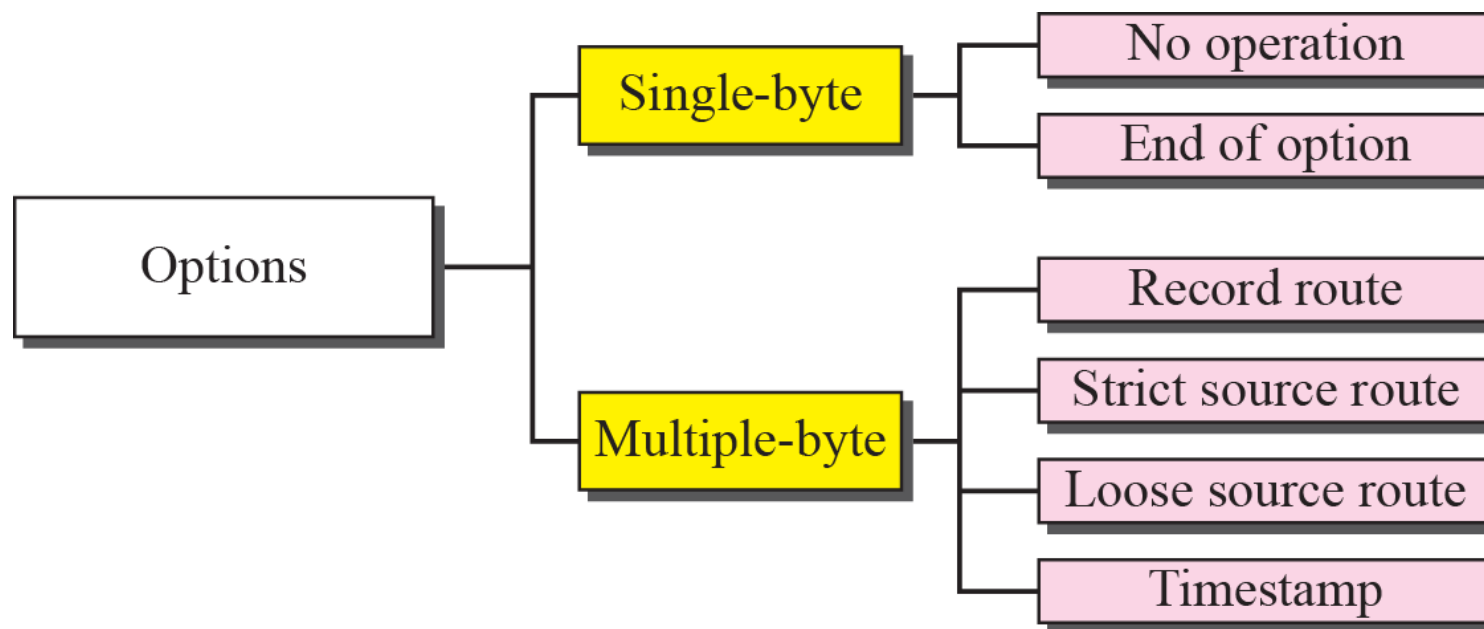 Options
Single-byte
No operation
End of option
Multiple-byte
Record route
Strict source route
Loose source route
Timestamp